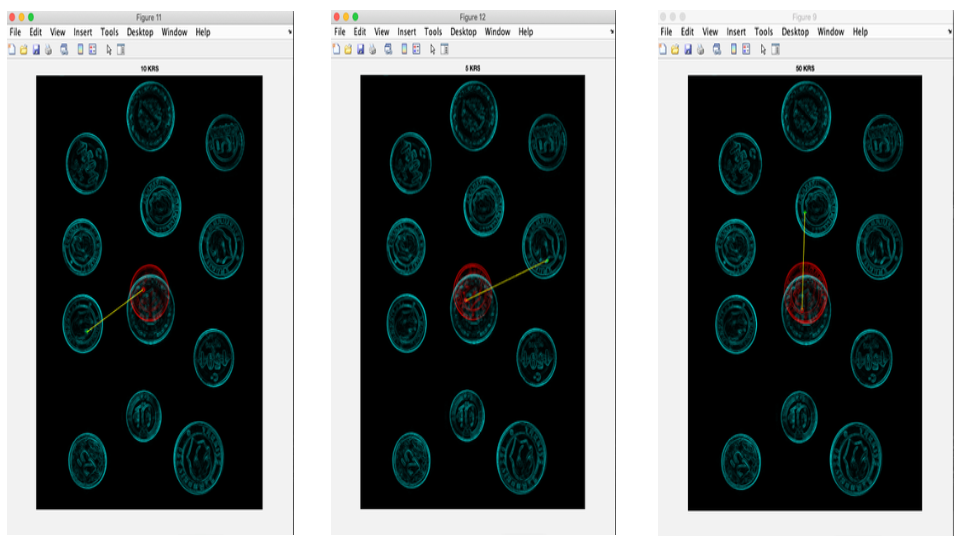 Figure 11
File Edit View Insert Tools Desktop Window Help
10 KRS
Figure 12
File Edit View Insert Tools Desktop Window Help
5 KRS
Figure 9
File Edit View Insert Tools Desktop Window Help
50 KRS